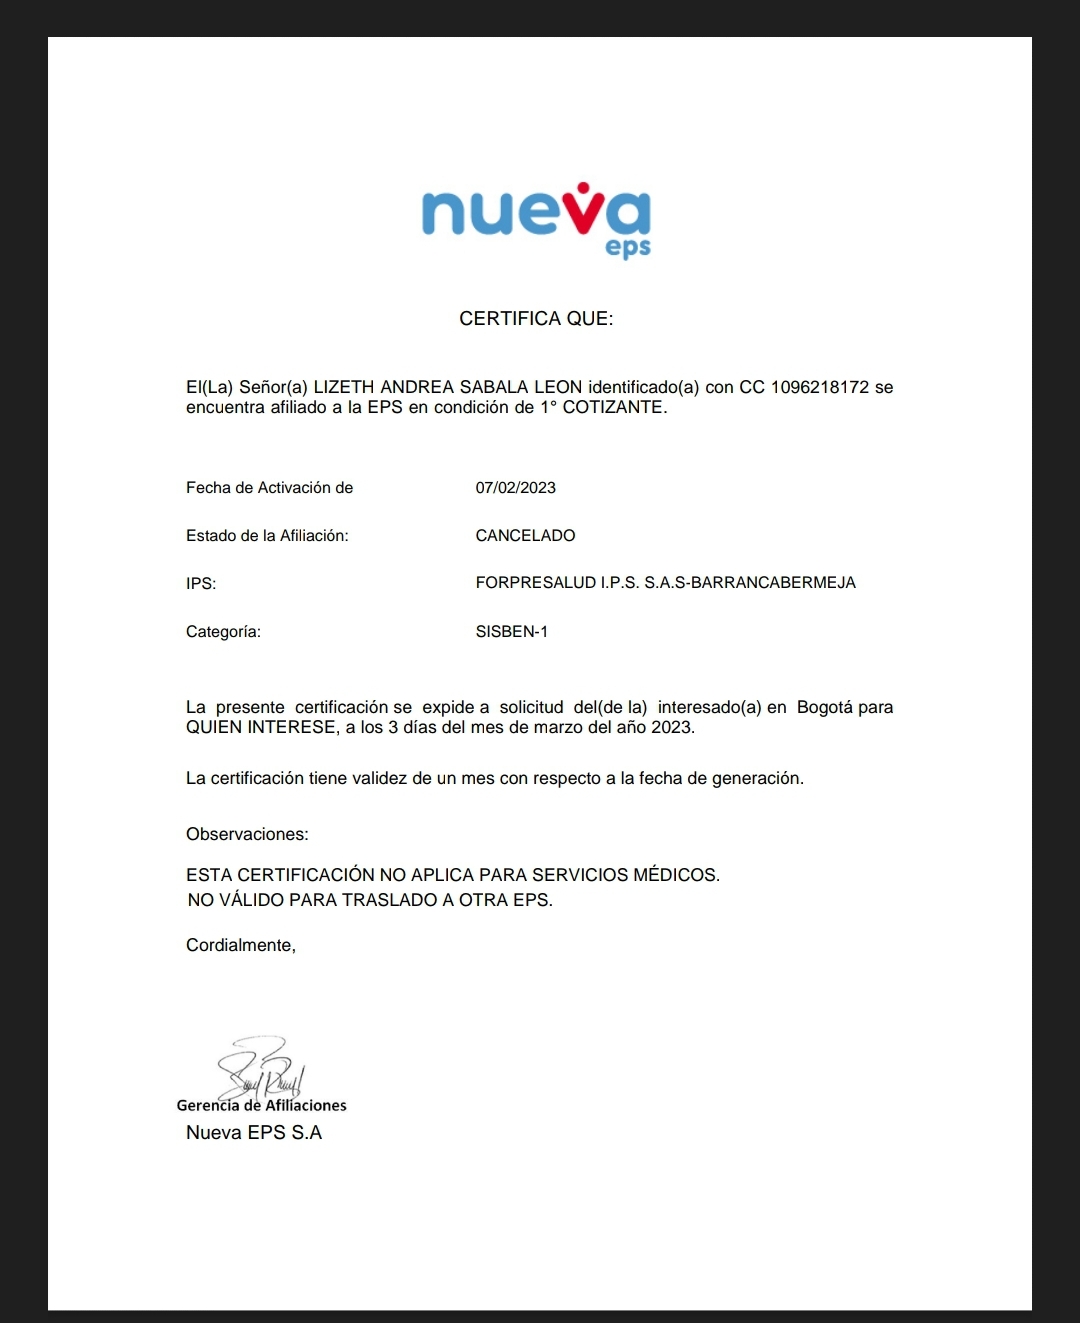 nueva
eps
CERTIFICA QUE:
El(La) Señor(a) LIZETH ANDREA SABALA LEON identificado(a) con CC 1096218172 se
encuentra afiliado a la EPS en condición de 1° COTIZANTE.
Fecha de Activación de 07/02/2023
Estado de la Afiliación: CANCELADO
IPS: FORPRESALUD I.P.S. S.A.S-BARRANCABERMEJA
Categoría: SISBEN-1
La presente certificación se expide a solicitud del(de la) interesado(a) en Bogotá para
QUIEN INTERESE, a los 3 días del mes de marzo del año 2023.
La certificación tiene validez de un mes con respecto a la fecha de generación.
Observaciones:
ESTA CERTIFICACIÓN NO APLICA PARA SERVICIOS MÉDICOS.
NO VÁLIDO PARA TRASLADO A OTRA EPS.
Cordialmente,
Gerencia de Afiliaciones
Nueva EPS S.A